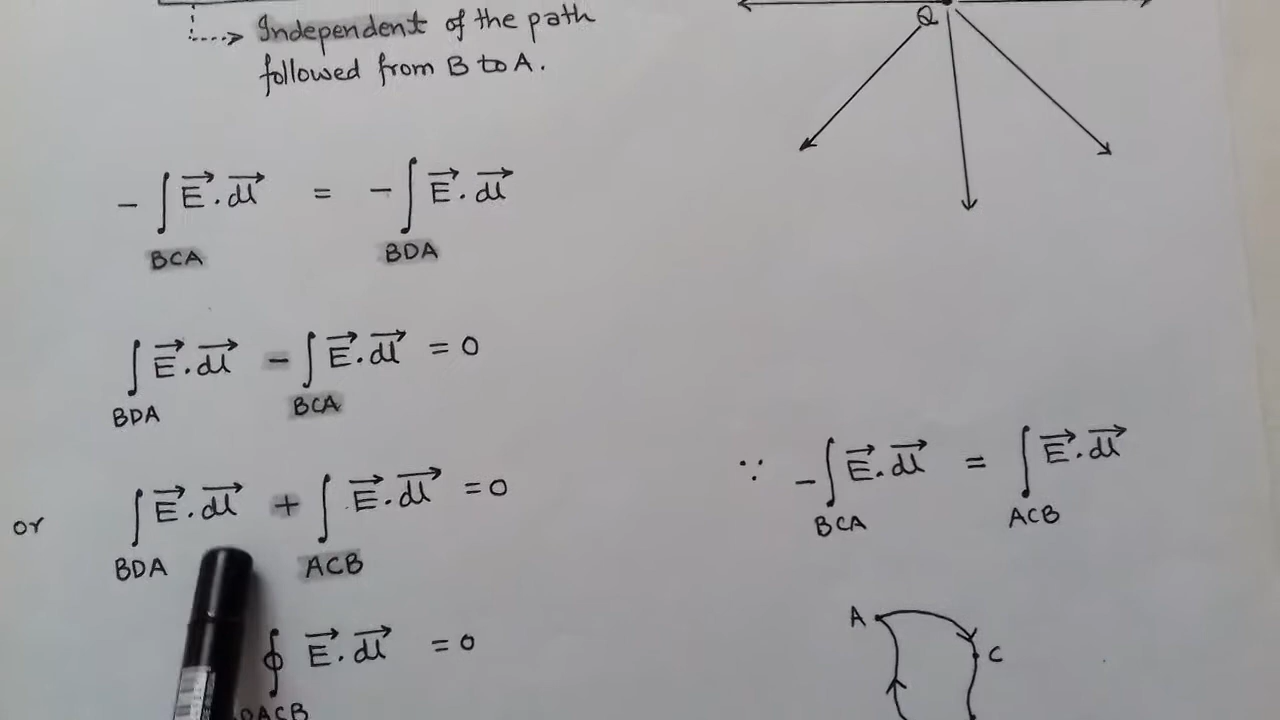 Independent of the path
followed from B to A.
Q
- ∫BCA E⃗ . dl⃗ = - ∫BDA E⃗ . dl⃗
∫BDA E⃗ . dl⃗ - ∫BCA E⃗ . dl⃗ = 0
or ∫BDA E⃗ . dl⃗ + ∫ACB E⃗ . dl⃗ = 0
∵ - ∫BCA E⃗ . dl⃗ = ∫ACB E⃗ . dl⃗
∮ E⃗ . dl⃗ = 0
DACB
A
C